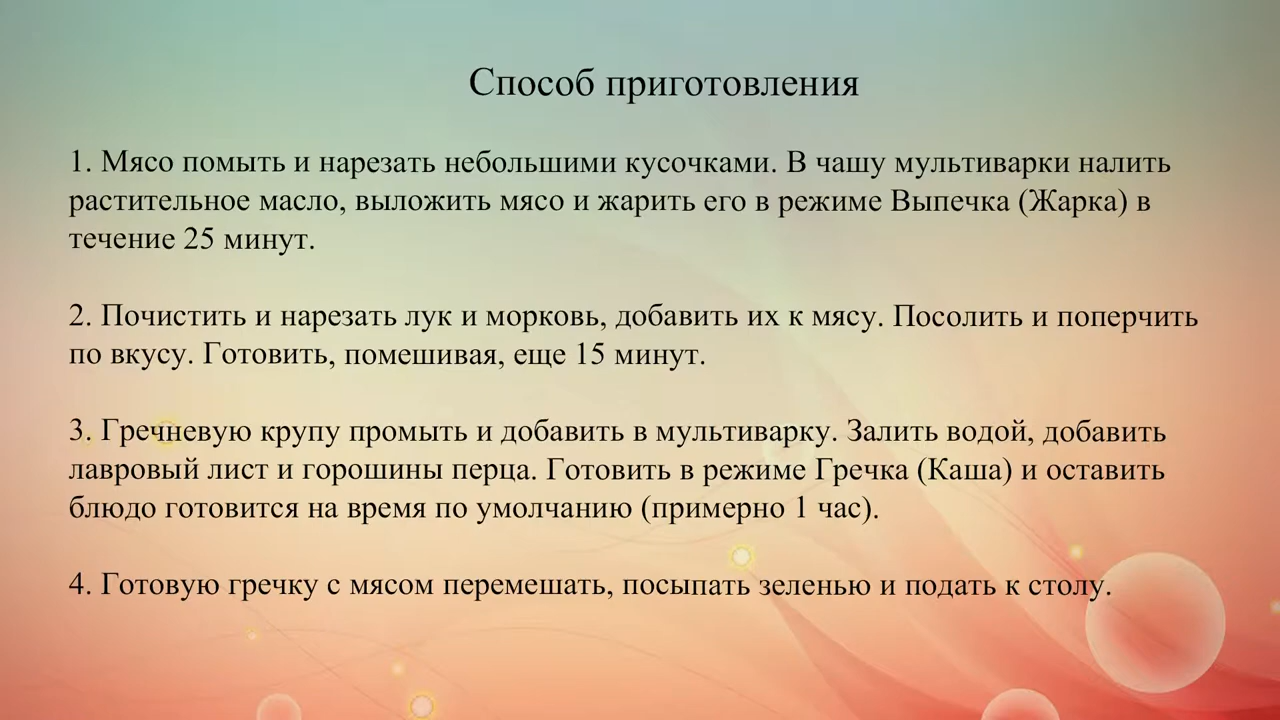 Способ приготовления
1. Мясо помыть и нарезать небольшими кусочками. В чашу мультиварки налить
растительное масло, выложить мясо и жарить его в режиме Выпечка (Жарка) в
течение 25 минут.
2. Почистить и нарезать лук и морковь, добавить их к мясу. Посолить и поперчить
по вкусу. Готовить, помешивая, еще 15 минут.
3. Гречневую крупу промыть и добавить в мультиварку. Залить водой, добавить
лавровый лист и горошины перца. Готовить в режиме Гречка (Каша) и оставить
блюдо готовится на время по умолчанию (примерно 1 час).
4. Готовую гречку с мясом перемешать, посыпать зеленью и подать к столу.